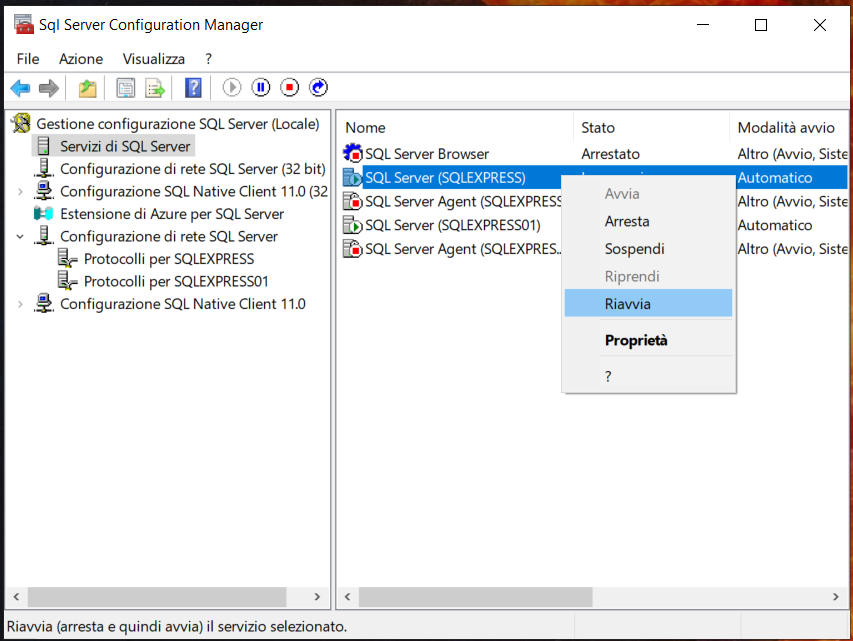 Sql Server Configuration Manager
File Azione Visualizza ?
Gestione configurazione SQL Server (Locale)
Servizi di SQL Server
Configurazione di rete SQL Server (32 bit)
Configurazione SQL Native Client 11.0 (32
Estensione di Azure per SQL Server
Configurazione di rete SQL Server
Protocolli per SQLEXPRESS
Protocolli per SQLEXPRESS01
Configurazione SQL Native Client 11.0
Nome Stato Modalità avvio
SQL Server Browser Arrestato Altro (Avvio, Siste
SQL Server (SQLEXPRESS) Automatico
SQL Server Agent (SQLEXPRESS Altro (Avvio, Siste
SQL Server (SQLEXPRESS01) Automatico
SQL Server Agent (SQLEXPRES... Altro (Avvio, Siste
Avvia
Arresta
Sospendi
Riprendi
Riavvia
Proprietà
?
Riavvia (arresta e quindi avvia) il servizio selezionato.